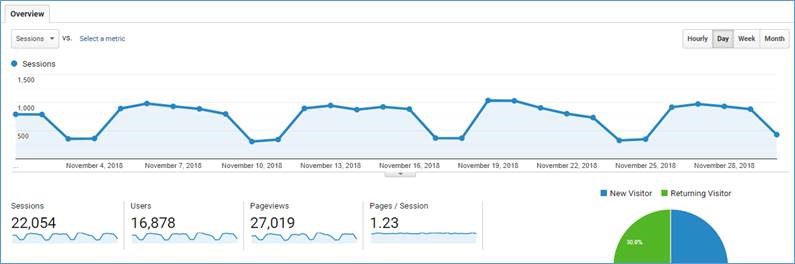 Overview
Sessions vs. Select a metric
Hourly Day Week Month
Sessions
1,500
1,000
500
... November 4, 2018 November 7, 2018 November 10, 2018 November 13, 2018 November 16, 2018 November 19, 2018 November 22, 2018 November 25, 2018 November 28, 2018
New Visitor Returning Visitor
Sessions Users Pageviews Pages / Session
22,054 16,878 27,019 1.23